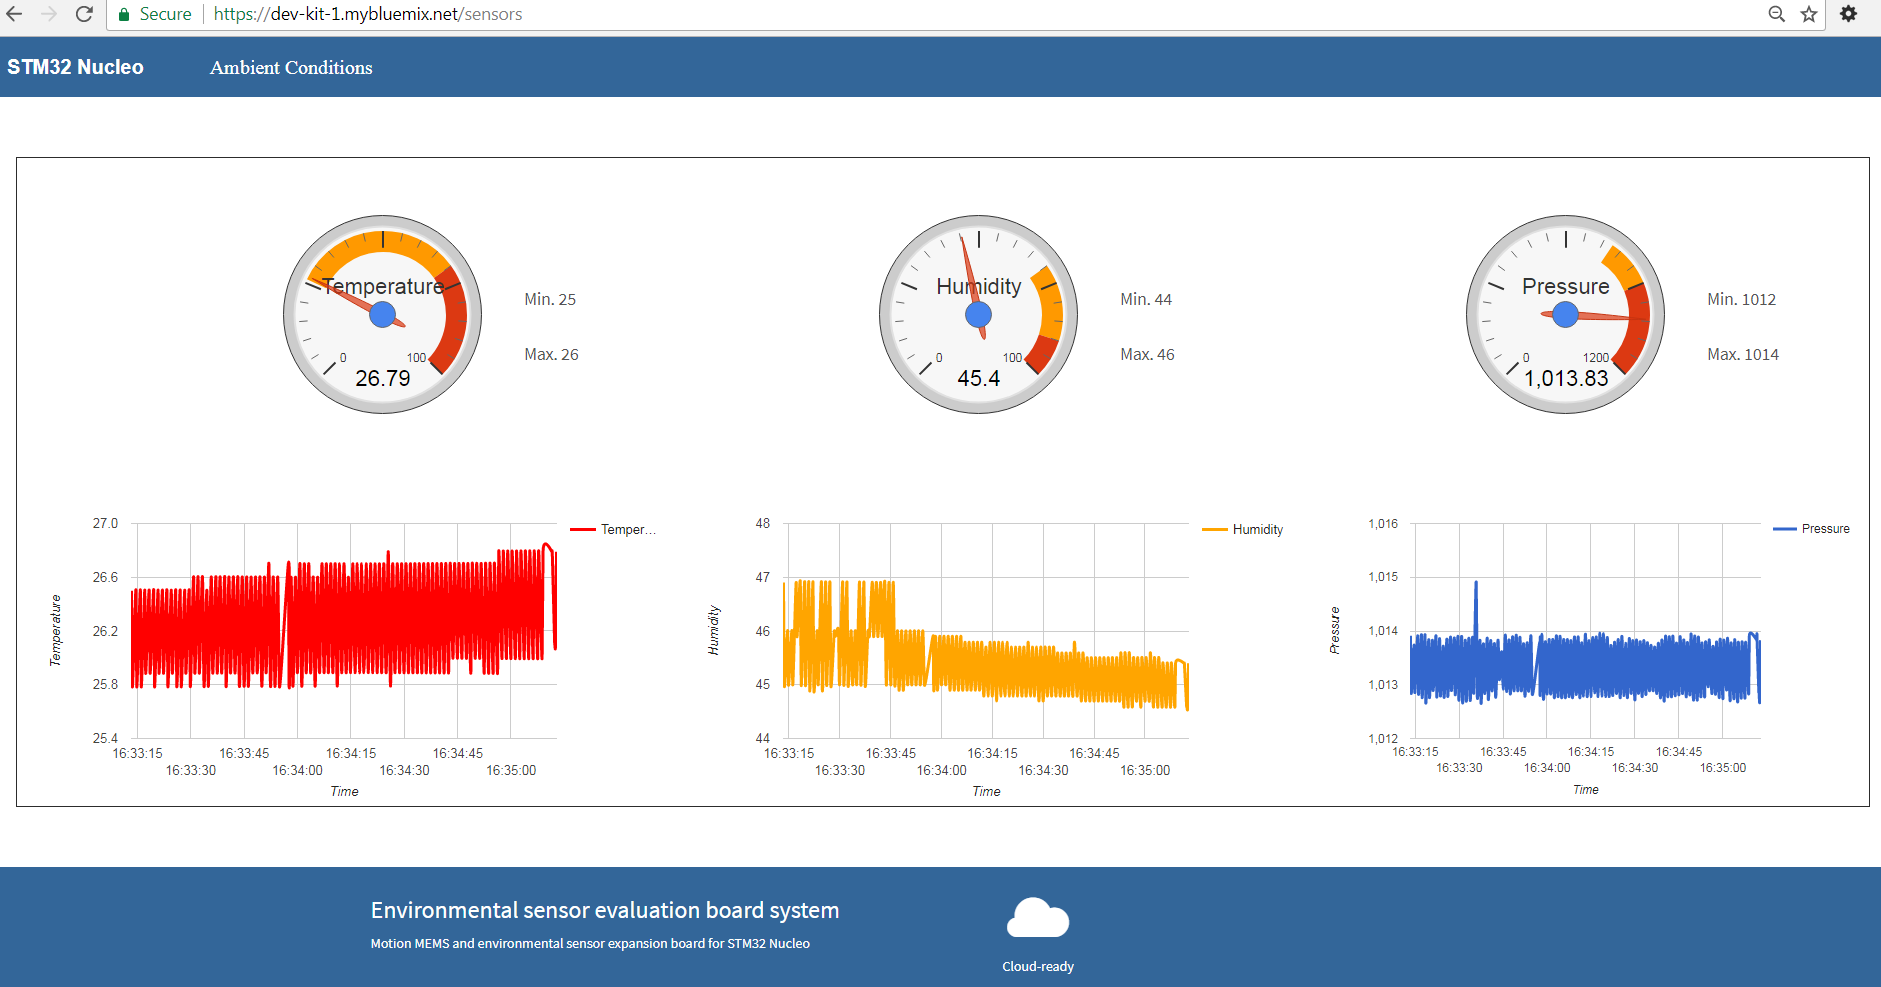 Secure https://dev-kit-1.mybluemix.net/sensors
STM32 Nucleo Ambient Conditions
Temperature
0 100
26.79
Min. 25
Max. 26
Humidity
0 100
45.4
Min. 44
Max. 46
Pressure
0 1200
1,013.83
Min. 1012
Max. 1014
27.0
26.6
26.2
25.8
25.4
Temperature
Temper...
16:33:15 16:33:45 16:34:15 16:34:45
16:33:30 16:34:00 16:34:30 16:35:00
Time
48
47
46
45
44
Humidity
Humidity
16:33:15 16:33:45 16:34:15 16:34:45
16:33:30 16:34:00 16:34:30 16:35:00
Time
1,016
1,015
1,014
1,013
1,012
Pressure
Pressure
16:33:15 16:33:45 16:34:15 16:34:45
16:33:30 16:34:00 16:34:30 16:35:00
Time
Environmental sensor evaluation board system
Motion MEMS and environmental sensor expansion board for STM32 Nucleo
Cloud-ready